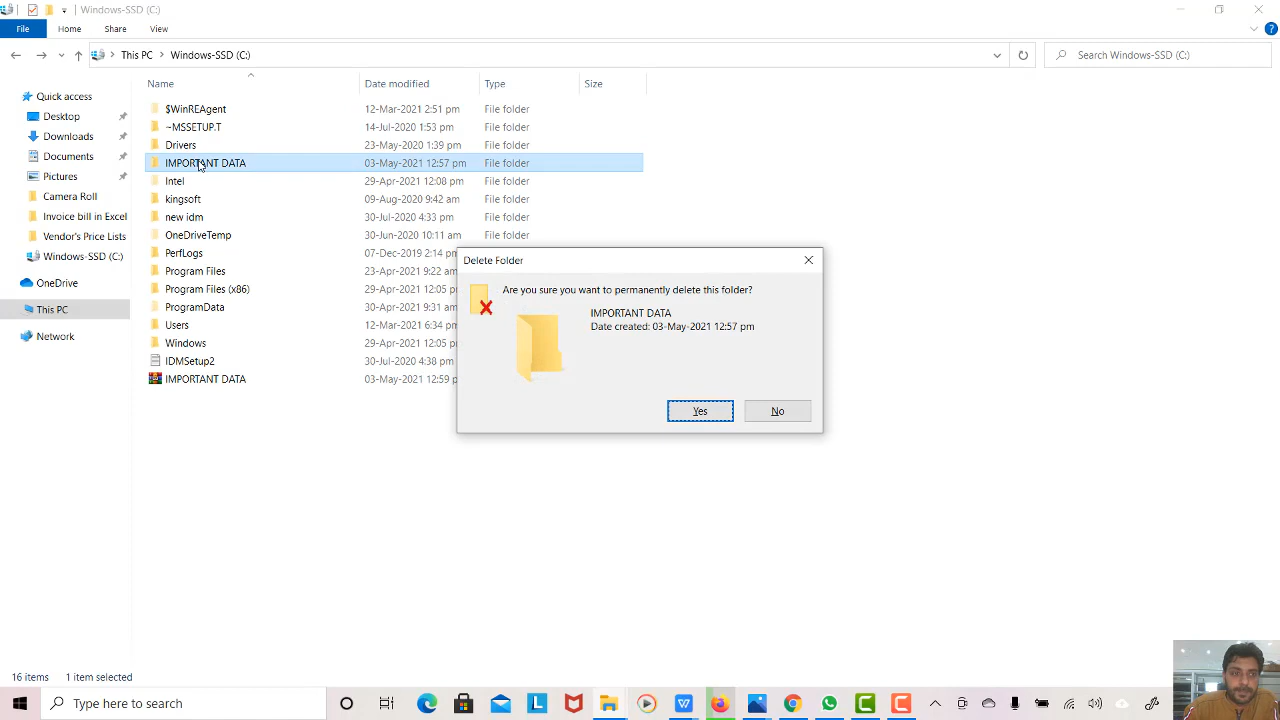 Windows-SSD (C:)
File Home Share View
This PC Windows-SSD (C:) Search Windows-SSD (C:)
Name Date modified Type Size
Quick access
Desktop
Downloads
Documents
Pictures
Camera Roll
Invoice bill in Excel
Vendor's Price Lists
Windows-SSD (C:)
OneDrive
This PC
Network
$WinREAgent 12-Mar-2021 2:51 pm File folder
~MSSETUP.T 14-Jul-2020 1:53 pm File folder
Drivers 23-May-2020 1:39 pm File folder
IMPORTANT DATA 03-May-2021 12:57 pm File folder
Intel 29-Apr-2021 12:08 pm File folder
kingsoft 09-Aug-2020 9:42 am File folder
new idm 30-Jul-2020 4:33 pm File folder
OneDriveTemp 30-Jun-2020 10:11 am File folder
PerfLogs 07-Dec-2019 2:14 p
Program Files 23-Apr-2021 9:22 a
Program Files (x86) 29-Apr-2021 12:05 p
ProgramData 30-Apr-2021 9:31 a
Users 12-Mar-2021 6:34 p
Windows 29-Apr-2021 12:05 p
IDMSetup2 30-Jul-2020 4:38 pm
IMPORTANT DATA 03-May-2021 12:59 p
Delete Folder
Are you sure you want to permanently delete this folder?
IMPORTANT DATA
Date created: 03-May-2021 12:57 pm
Yes No
16 items 1 item selected
Type here to search